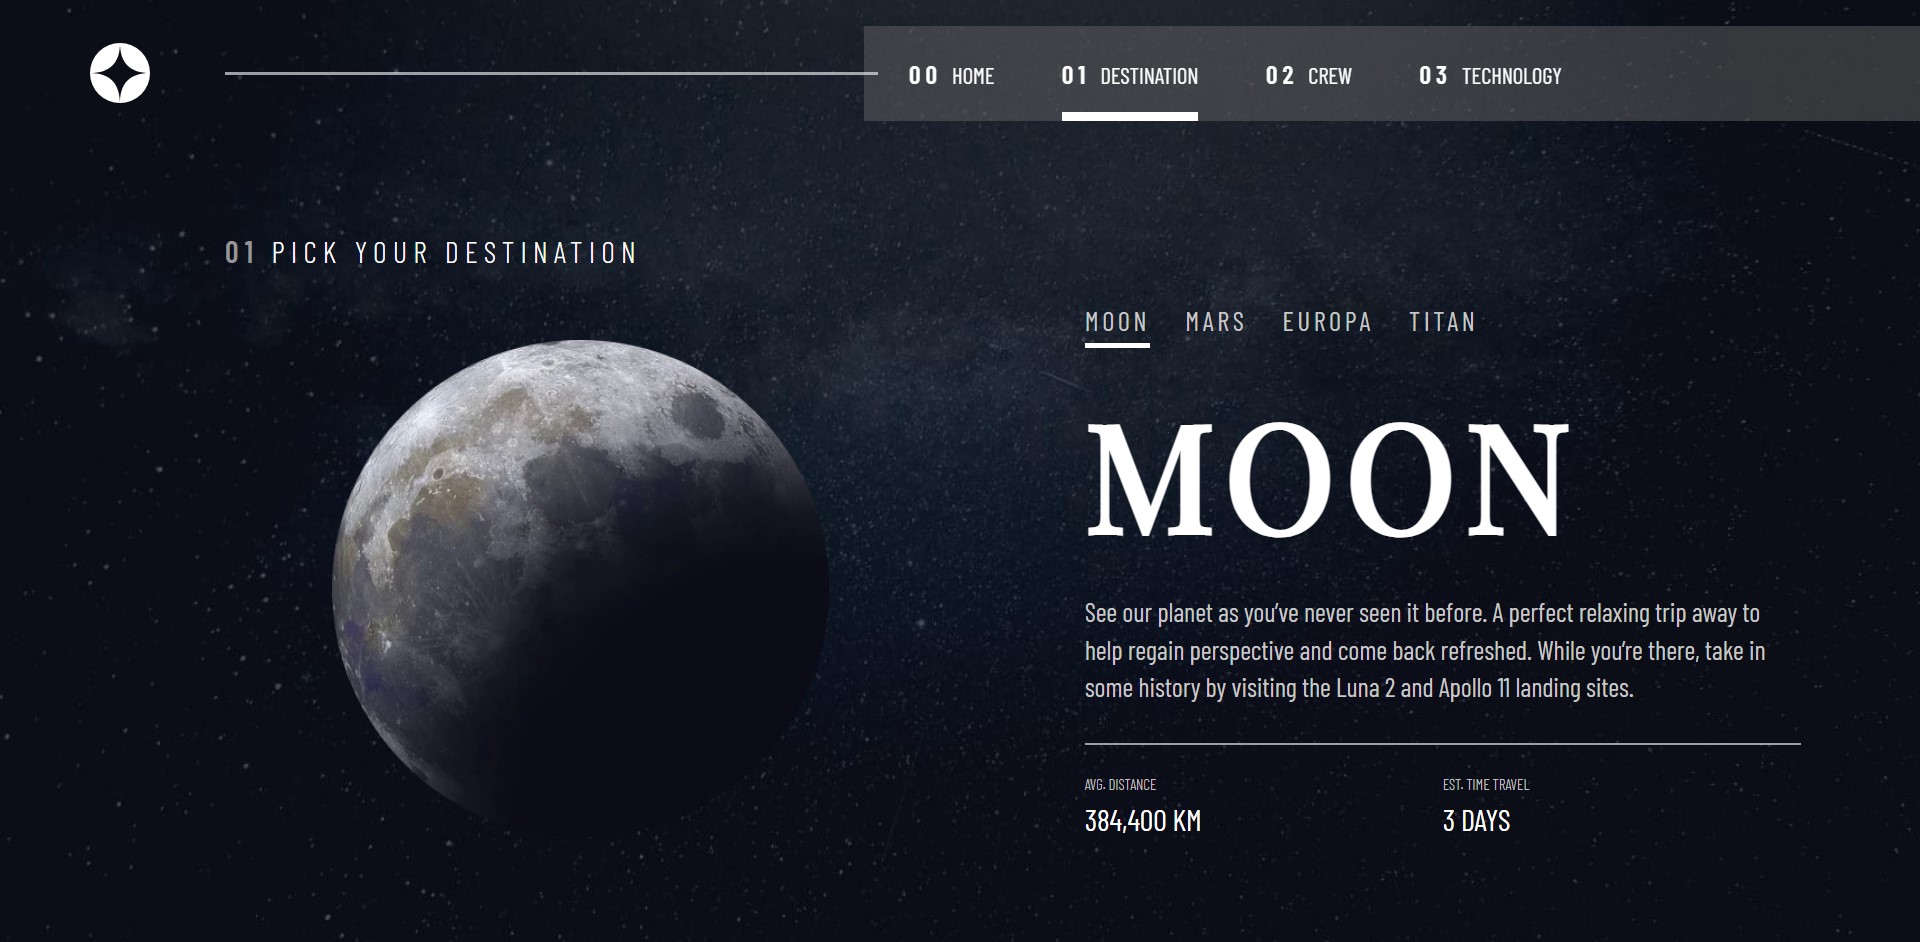 00 HOME 01 DESTINATION 02 CREW 03 TECHNOLOGY
01 PICK YOUR DESTINATION
MOON MARS EUROPA TITAN
MOON
See our planet as you’ve never seen it before. A perfect relaxing trip away to
help regain perspective and come back refreshed. While you’re there, take in
some history by visiting the Luna 2 and Apollo 11 landing sites.
AVG. DISTANCE EST. TIME TRAVEL
384,400 KM 3 DAYS